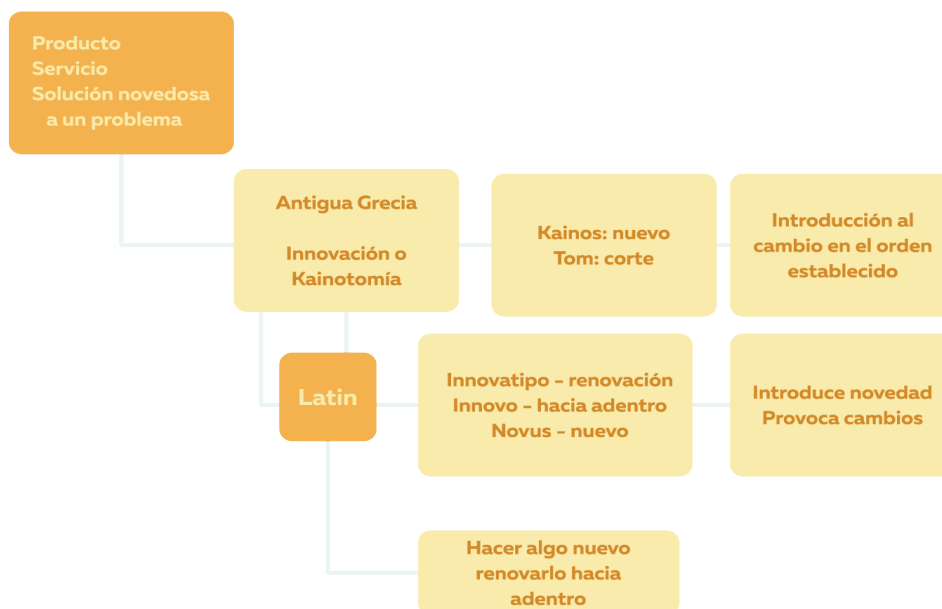 Producto
Servicio
Solución novedosa
a un problema
Antigua Grecia
Innovación o
Kainotomía
Kainos: nuevo
Tom: corte
Introducción al
cambio en el orden
establecido
Latin
Innovatipo - renovación
Innovo - hacia adentro
Novus - nuevo
Introduce novedad
Provoca cambios
Hacer algo nuevo
renovarlo hacia
adentro